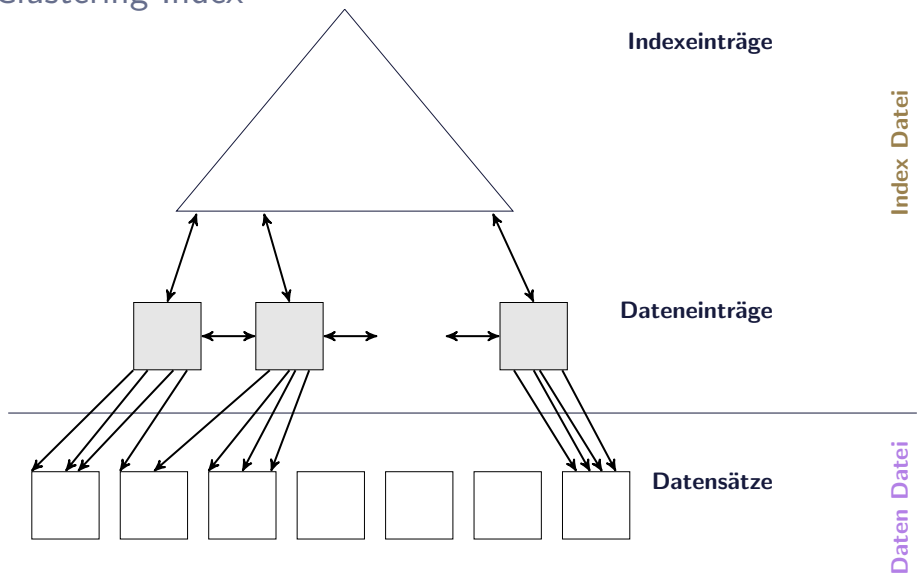 Clustering Index
Indexeinträge
Index Datei
Dateneinträge
Datensätze
Daten Datei